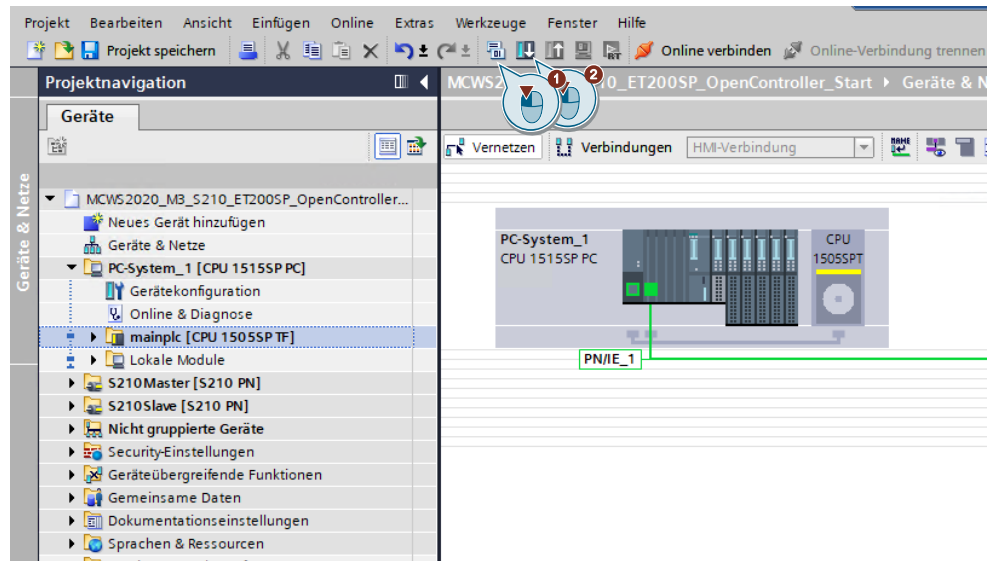 Projekt Bearbeiten Ansicht Einfügen Online Extras Werkzeuge Fenster Hilfe
Projekt speichern
Online verbinden
Online-Verbindung trennen
Projektnavigation
Geräte
MCWS2
0_ET200SP_OpenController_Start
Geräte & N
1
2
Vernetzen
Verbindungen
HMI-Verbindung
Geräte & Netze
MCWS2020_M3_S210_ET200SP_OpenController...
Neues Gerät hinzufügen
Geräte & Netze
PC-System_1 [CPU 1515SP PC]
Gerätekonfiguration
Online & Diagnose
mainplc [CPU 1505SP TF]
Lokale Module
S210Master [S210 PN]
S210Slave [S210 PN]
Nicht gruppierte Geräte
Security-Einstellungen
Geräteübergreifende Funktionen
Gemeinsame Daten
Dokumentationseinstellungen
Sprachen & Ressourcen
PC-System_1
CPU 1515SP PC
CPU
1505SPT
PN/IE_1